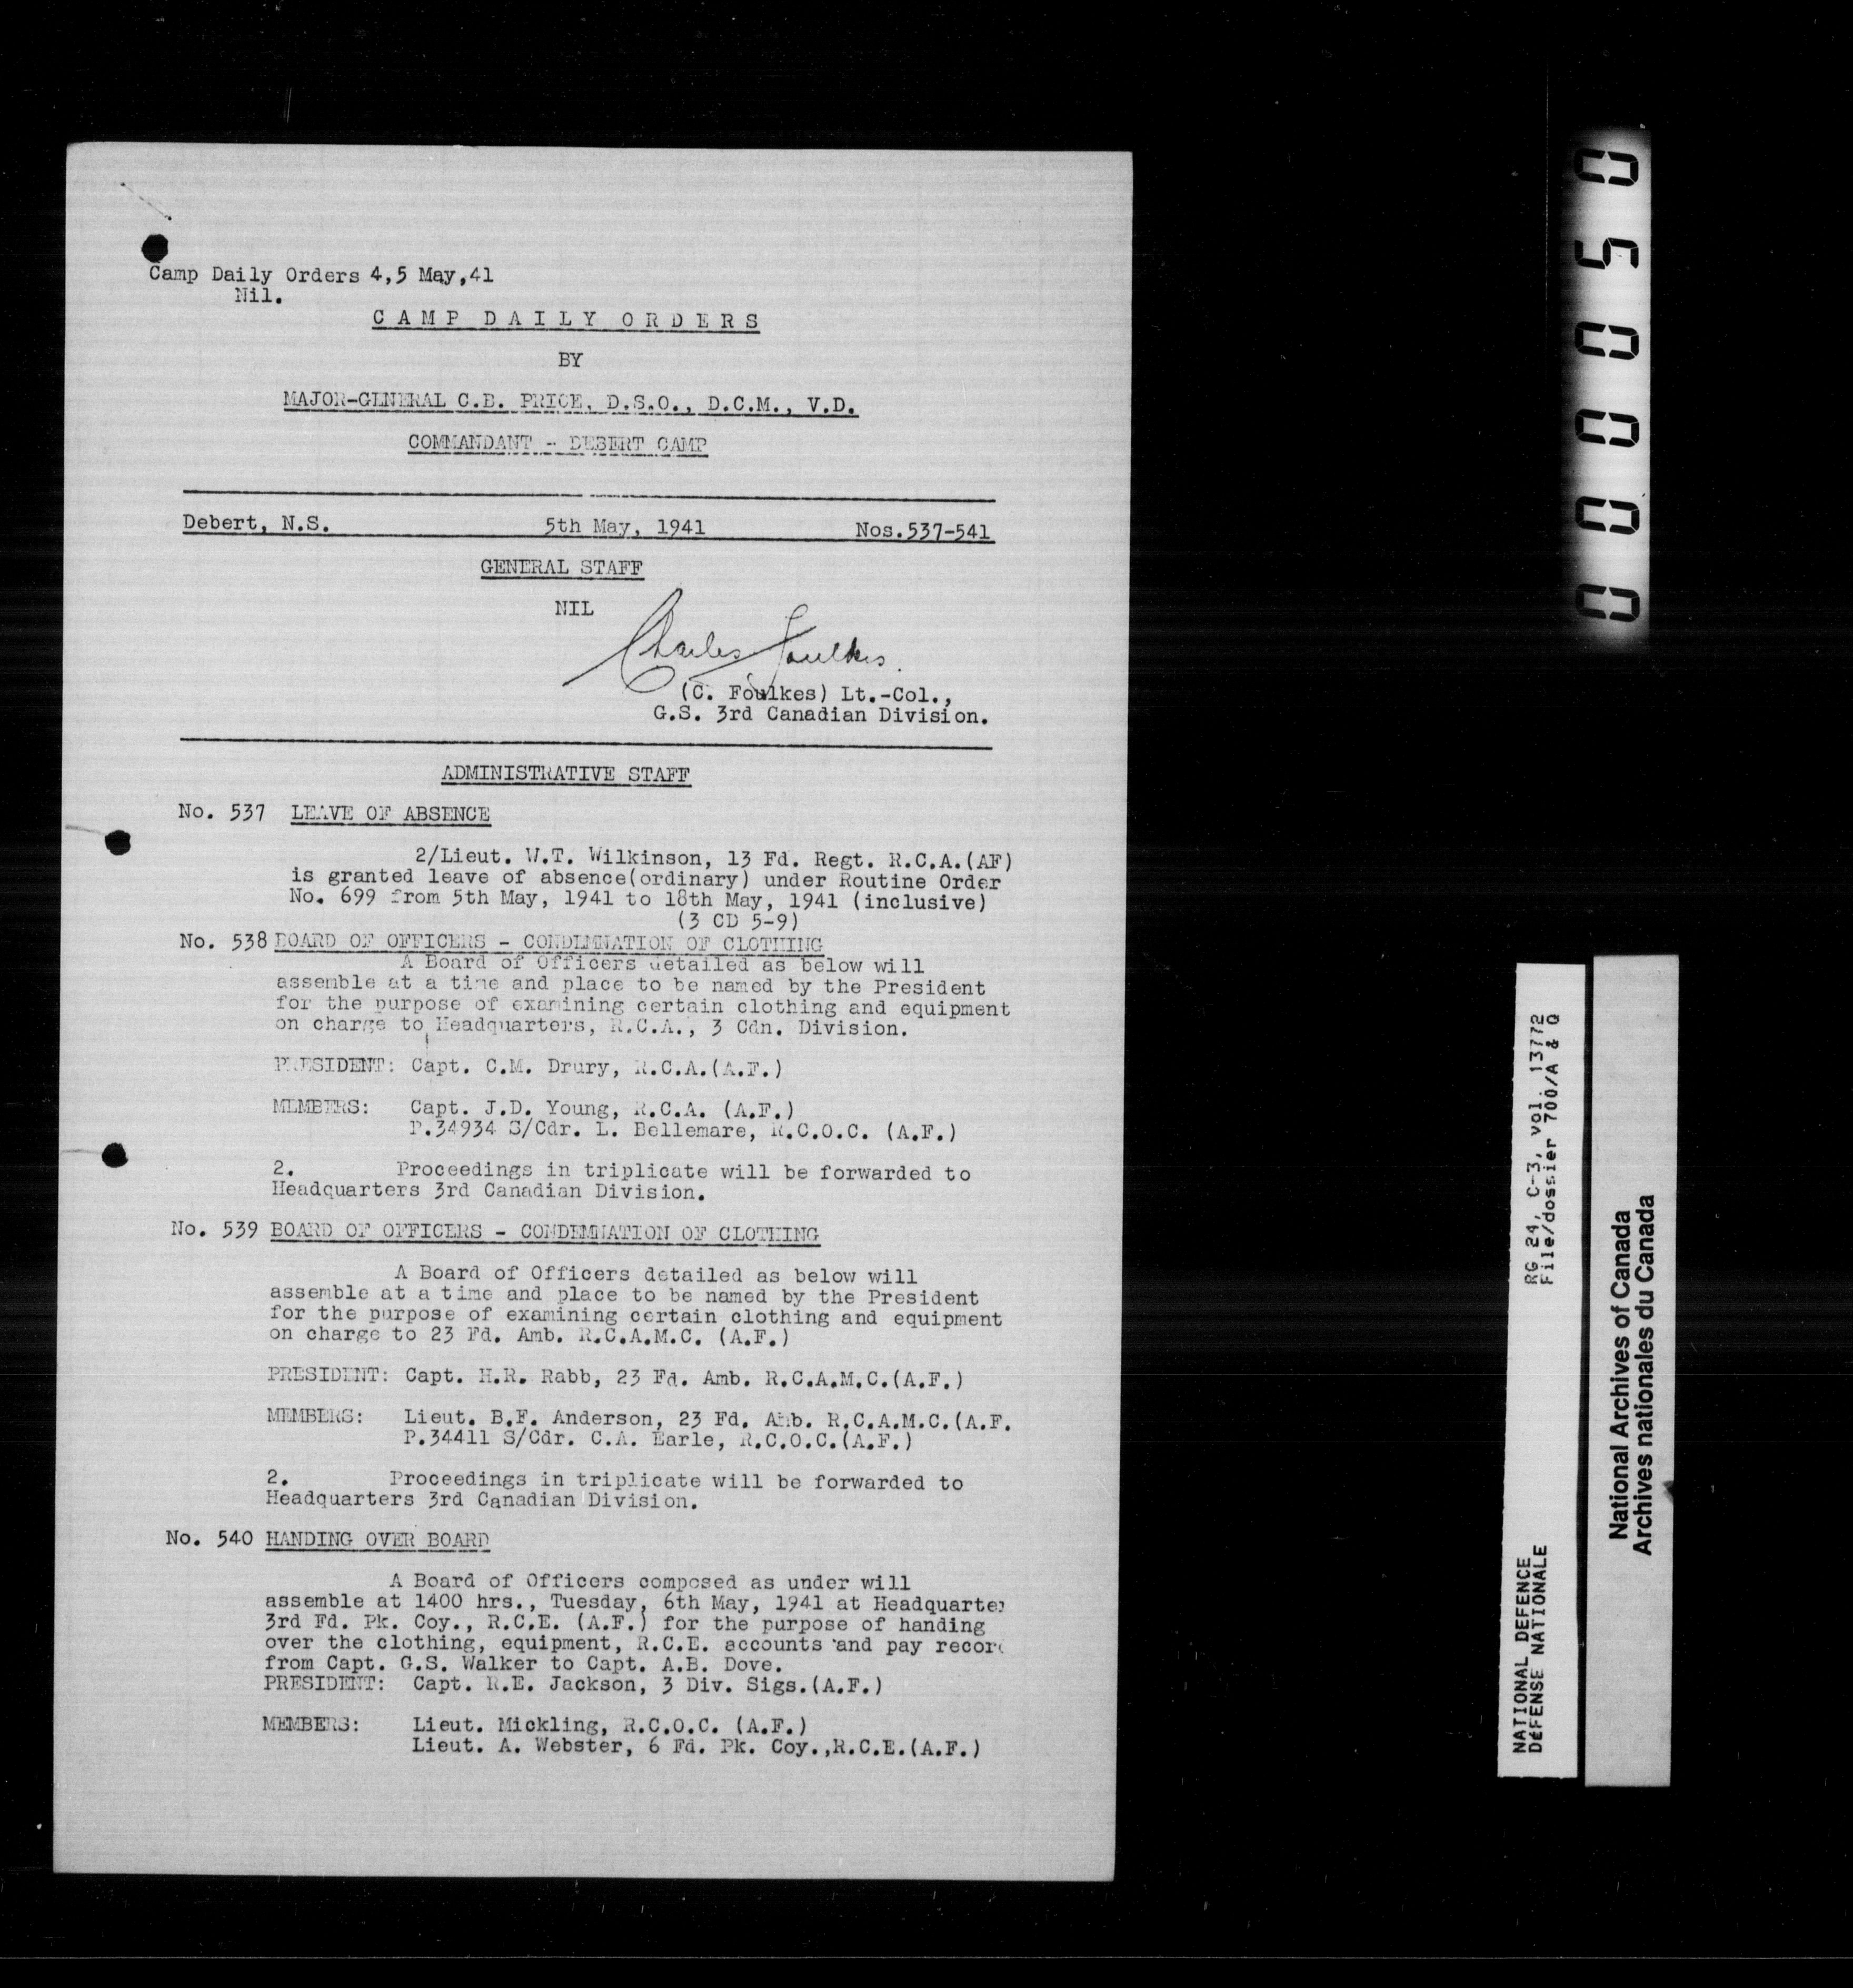 Camp Daily Orders 4,5 May,41
Nil.
CAMP DAILY ORDERS
BY
MAJOR-GENERAL C.B. PRICE, D.S.O., D.C.M., V.D.
COMMANDANT - DEBERT CAMP
Debert, N.S. 5th May, 1941 Nos.537-541
GENERAL STAFF
NIL
Charles Foulkes.
(C. Foulkes) Lt.-Col.,
G.S. 3rd Canadian Division.
ADMINISTRATIVE STAFF
No. 537 LEAVE OF ABSENCE
2/Lieut. W.T. Wilkinson, 13 Fd. Regt. R.C.A.(AF)
is granted leave of absence(ordinary) under Routine Order
No. 699 from 5th May, 1941 to 18th May, 1941 (inclusive)
(3 CD 5-9)
No. 538 BOARD OF OFFICERS - CONDEMNATION OF CLOTHING
A Board of Officers detailed as below will
assemble at a time and place to be named by the President
for the purpose of examining certain clothing and equipment
on charge to Headquarters, R.C.A., 3 Cdn. Division.
PRESIDENT: Capt. C.M. Drury, R.C.A.(A.F.)
MEMBERS: Capt. J.D. Young, R.C.A. (A.F.)
P.34934 S/Cdr. L. Bellemare, R.C.O.C. (A.F.)
2. Proceedings in triplicate will be forwarded to
Headquarters 3rd Canadian Division.
No. 539 BOARD OF OFFICERS - CONDEMNATION OF CLOTHING
A Board of Officers detailed as below will
assemble at a time and place to be named by the President
for the purpose of examining certain clothing and equipment
on charge to 23 Fd. Amb. R.C.A.M.C. (A.F.)
PRESIDENT: Capt. H.R. Rabb, 23 Fd. Amb. R.C.A.M.C.(A.F.)
MEMBERS: Lieut. B.F. Anderson, 23 Fd. Amb. R.C.A.M.C.(A.F.
P.34411 S/Cdr. C.A. Earle, R.C.O.C.(A.F.)
2. Proceedings in triplicate will be forwarded to
Headquarters 3rd Canadian Division.
No. 540 HANDING OVER BOARD
A Board of Officers composed as under will
assemble at 1400 hrs., Tuesday, 6th May, 1941 at Headquarter
3rd Fd. Pk. Coy., R.C.E. (A.F.) for the purpose of handing
over the clothing, equipment, R.C.E. accounts and pay recor
from Capt. G.S. Walker to Capt. A.B. Dove.
PRESIDENT: Capt. R.E. Jackson, 3 Div. Sigs.(A.F.)
MEMBERS: Lieut. Mickling, R.C.O.C. (A.F.)
Lieut. A. Webster, 6 Fd. Pk. Coy.,R.C.E.(A.F.)
000050
NATIONAL DEFENCE RG 24, C-3, vol. 13772
DéFENSE NATIONALE File/dossier 700/A & Q
National Archives of Canada
Archives nationales du Canada